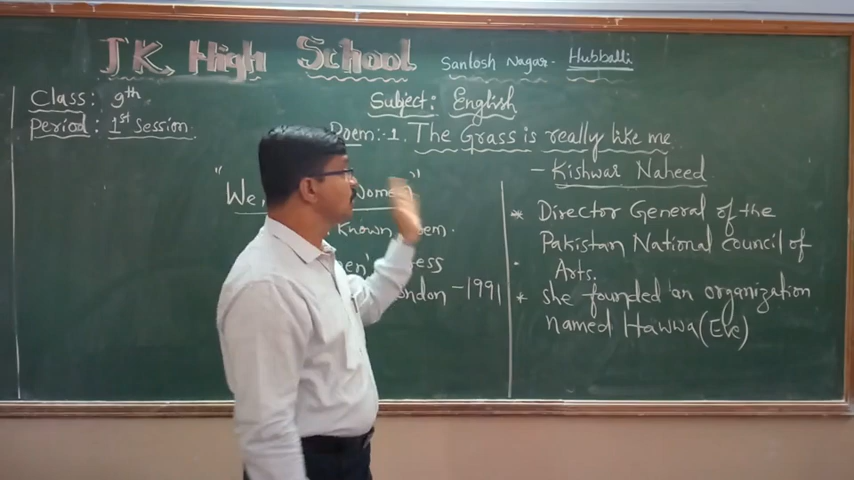 JK High School Santosh Nagar- Hubballi
Class: 9th
Subject: English
Period: 1st Session
Poem:-1. The Grass is really like me
- Kishwar Naheed
"We, Women"
Known Poem.
London -1991
* Director General of the
Pakistan National Council of
Arts.
* she founded an organization
named Hawwa(Eve)